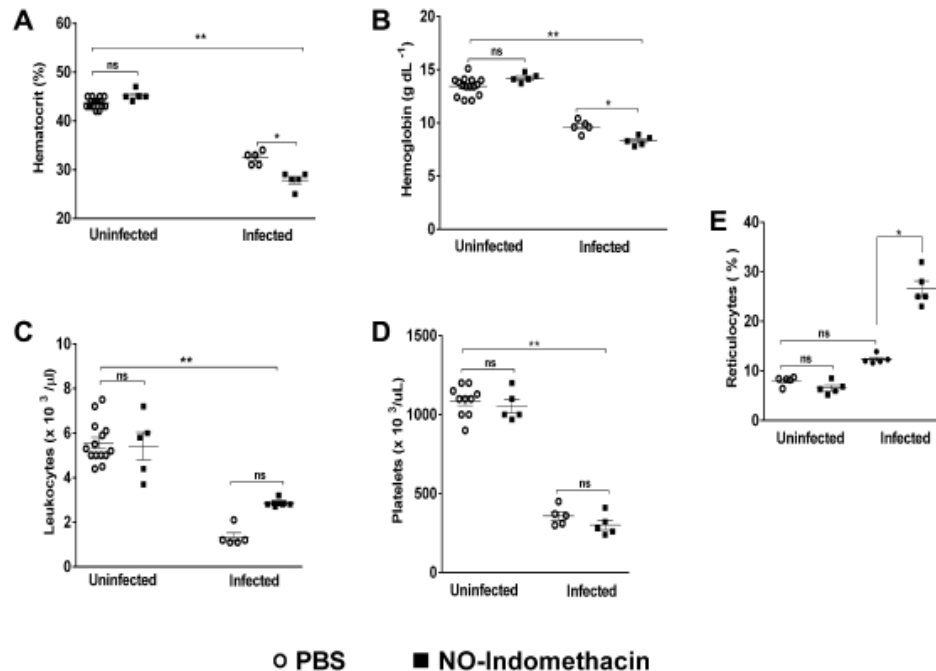 A
Hematocrit (%)
60
50
40
30
20
**
ns
*
Uninfected Infected
B
Hemoglobin (g dL -1)
20
15
10
5
0
**
ns
*
Uninfected Infected
C
Leukocytes (x 10 3 /µl)
10
8
6
4
2
0
**
ns
ns
Uninfected Infected
D
Platelets (x 10 3/uL)
1500
1000
500
0
**
ns
ns
Uninfected Infected
E
Reticulocytes ( %)
40
30
20
10
0
*
ns
ns
Uninfected Infected
PBS NO-Indomethacin